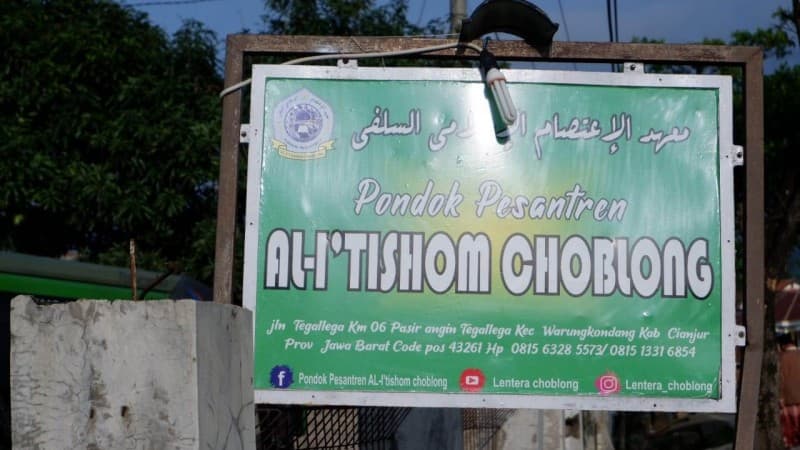 معهد الإعتصام الإسلامى السلفى
Pondok Pesantren
AL-I'TISHOM CHOBLONG
jln Tegallega Km 06 Pasir angin Tegallega Kec Warungkondang Kab Cianjur
Prov Jawa Barat Code pos 43261 Hp 0815 6328 5573/ 0815 1331 6854
Pondok Pesantren AL-I'tishom choblong Lentera choblong Lentera_choblong